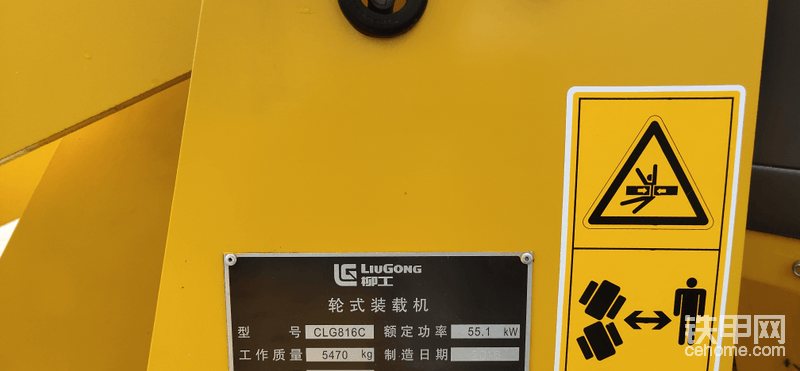 LG LIUGONG
柳工
轮式装载机
型 号 CLG816C 额定功率 55.1 kW
工作质量 5470 kg 制造日期
铁甲网
cehome.com